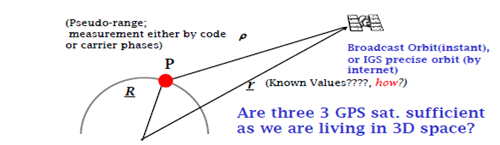 (Pseudo-range;
measurement either by code
or carrier phases)
ρ
P
Broadcast Orbit(instant),
or IGS precise orbit (by
internet)
R
r (Known Values????, how?)
Are three 3 GPS sat. sufficient
as we are living in 3D space?